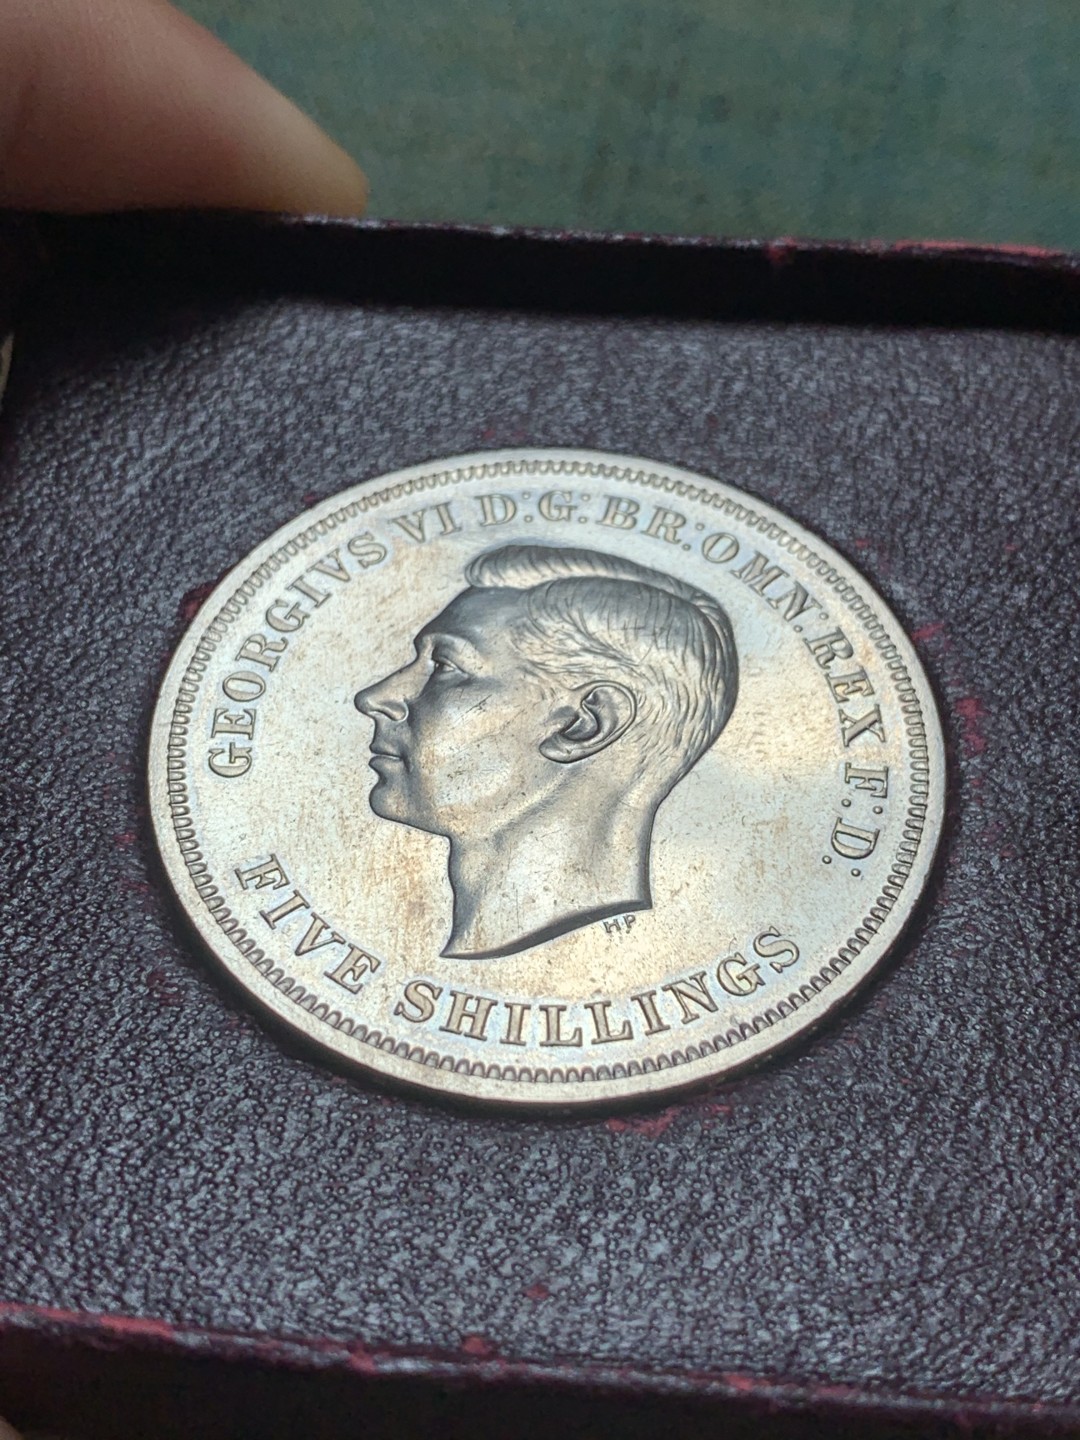 GEORGIVS VI D:G:BR:OMN:REX F:D.
HP
FIVE SHILLINGS